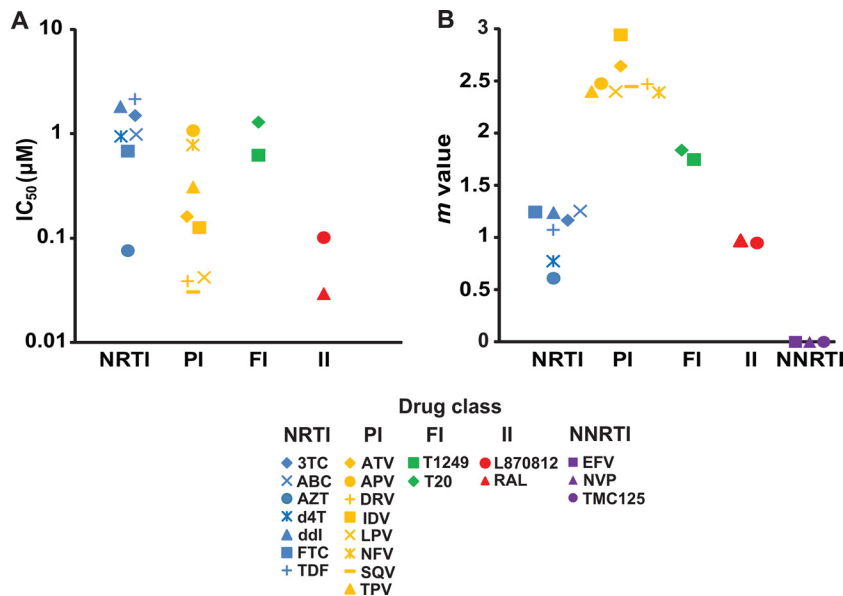 A
IC50 (µM)
10
1
0.1
0.01
NRTI PI FI II
B
m value
3
2.5
2
1.5
1
0.5
0
NRTI PI FI II NNRTI
Drug class
NRTI PI FI II NNRTI
3TC ATV T1249 L870812 EFV
ABC APV T20 RAL NVP
AZT DRV TMC125
d4T IDV
ddI LPV
FTC NFV
TDF SQV
TPV